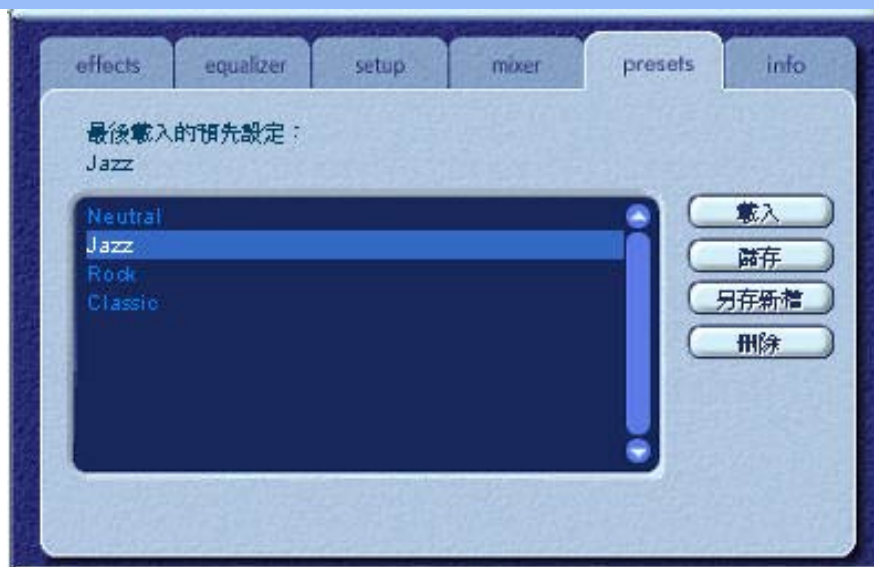 effects equalizer setup mixer presets info
最後載入的預先設定：
Jazz
Neutral
Jazz
Rock
Classic
載入
儲存
另存新檔
刪除